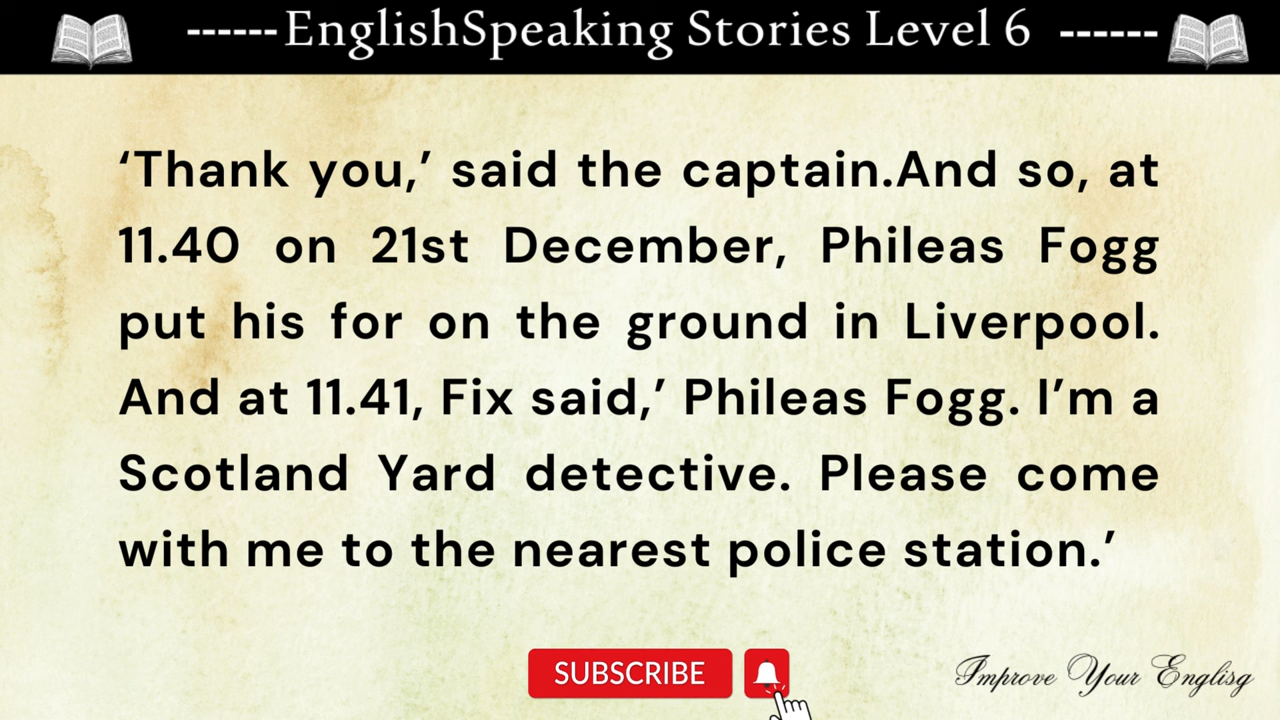 ------EnglishSpeaking Stories Level 6 ------
‘Thank you,’ said the captain.And so, at
11.40 on 21st December, Phileas Fogg
put his for on the ground in Liverpool.
And at 11.41, Fix said,’ Phileas Fogg. I’m a
Scotland Yard detective. Please come
with me to the nearest police station.’
SUBSCRIBE
Improve Your Englisg